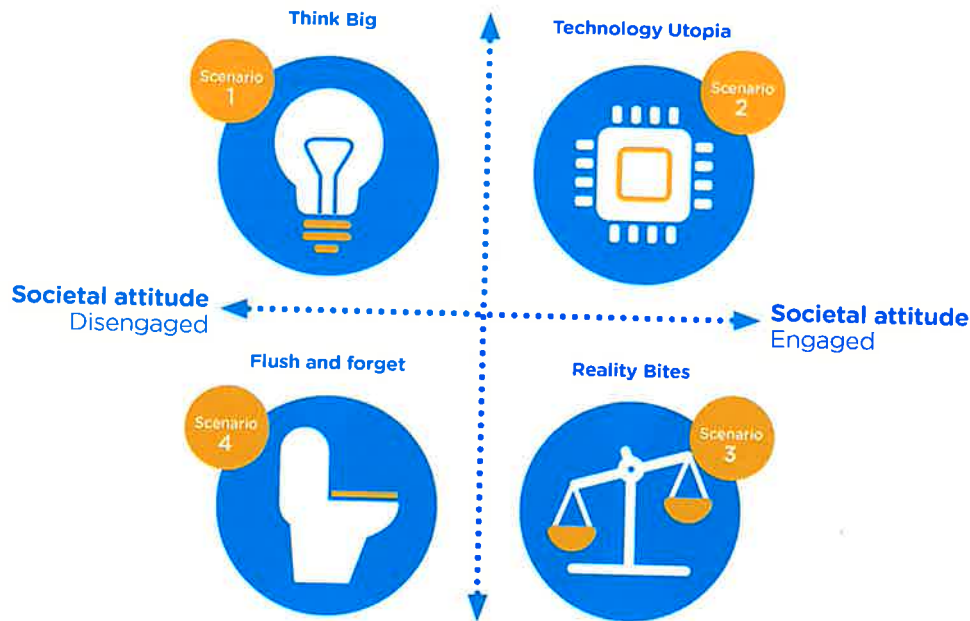 Think Big
Technology Utopia
Scenario
1
Scenario
2
Societal attitude
Disengaged
Societal attitude
Engaged
Flush and forget
Reality Bites
Scenario
4
Scenario
3